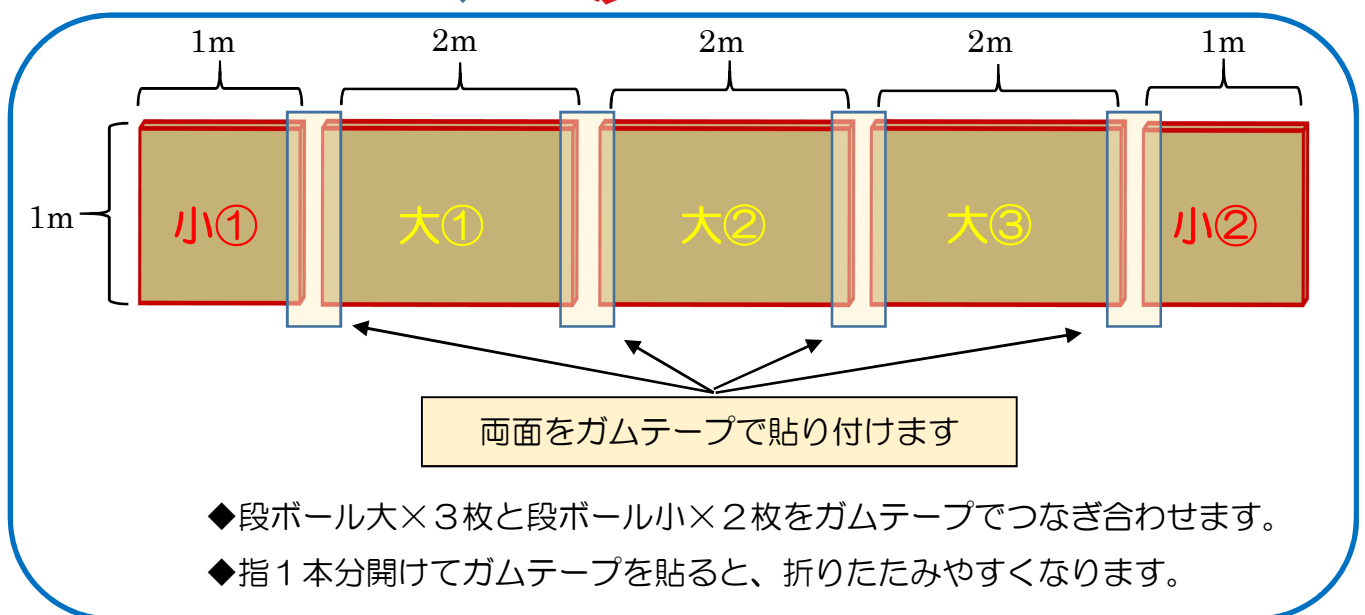 1m 2m 2m 2m 1m
1m
小① 大① 大② 大③ 小②
両面をガムテープで貼り付けます
◆段ボール大×３枚と段ボール小×２枚をガムテープでつなぎ合わせます。
◆指１本分開けてガムテープを貼ると、折りたたみやすくなります。